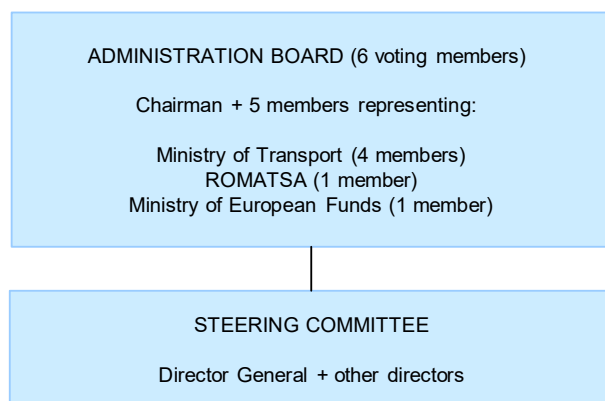 ADMINISTRATION BOARD (6 voting members)
Chairman + 5 members representing:
Ministry of Transport (4 members)
ROMATSA (1 member)
Ministry of European Funds (1 member)
STEERING COMMITTEE
Director General + other directors